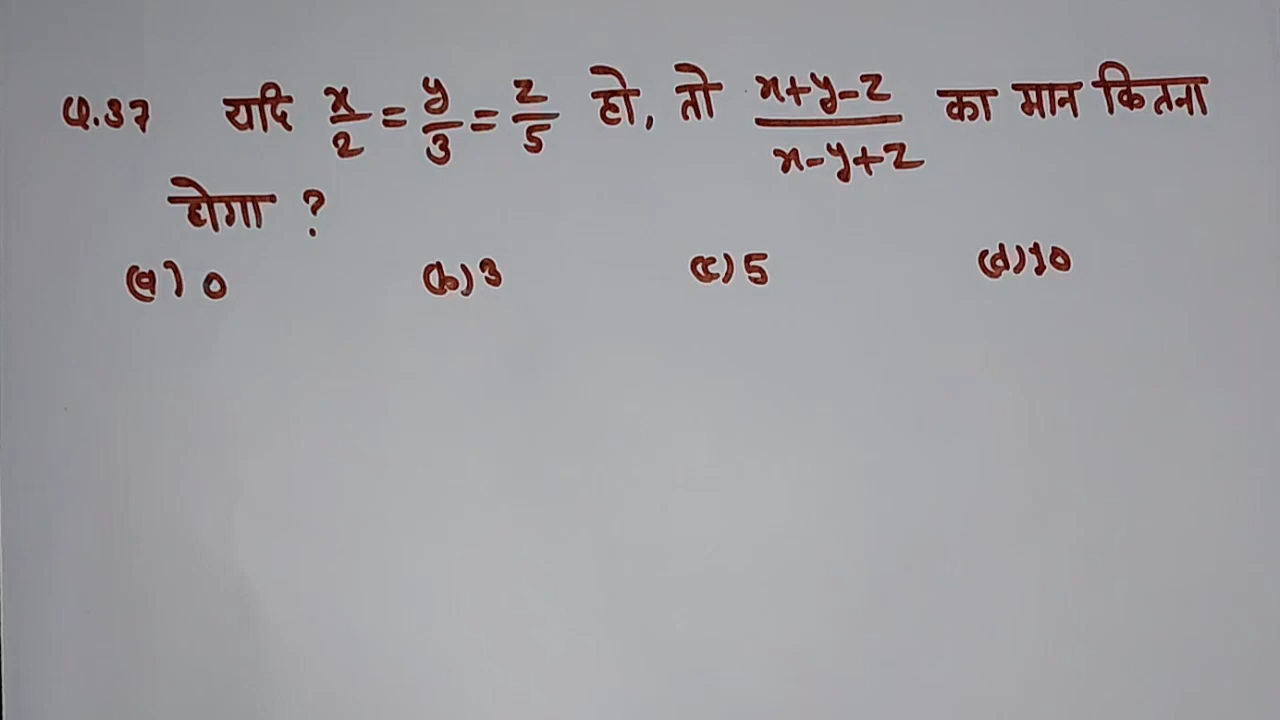 Q.37 यदि x/2 = y/3 = z/5 हो, तो x+y-z/x-y+z का मान कितना
होगा ?
(a) 0 (b) 3 (c) 5 (d) 10